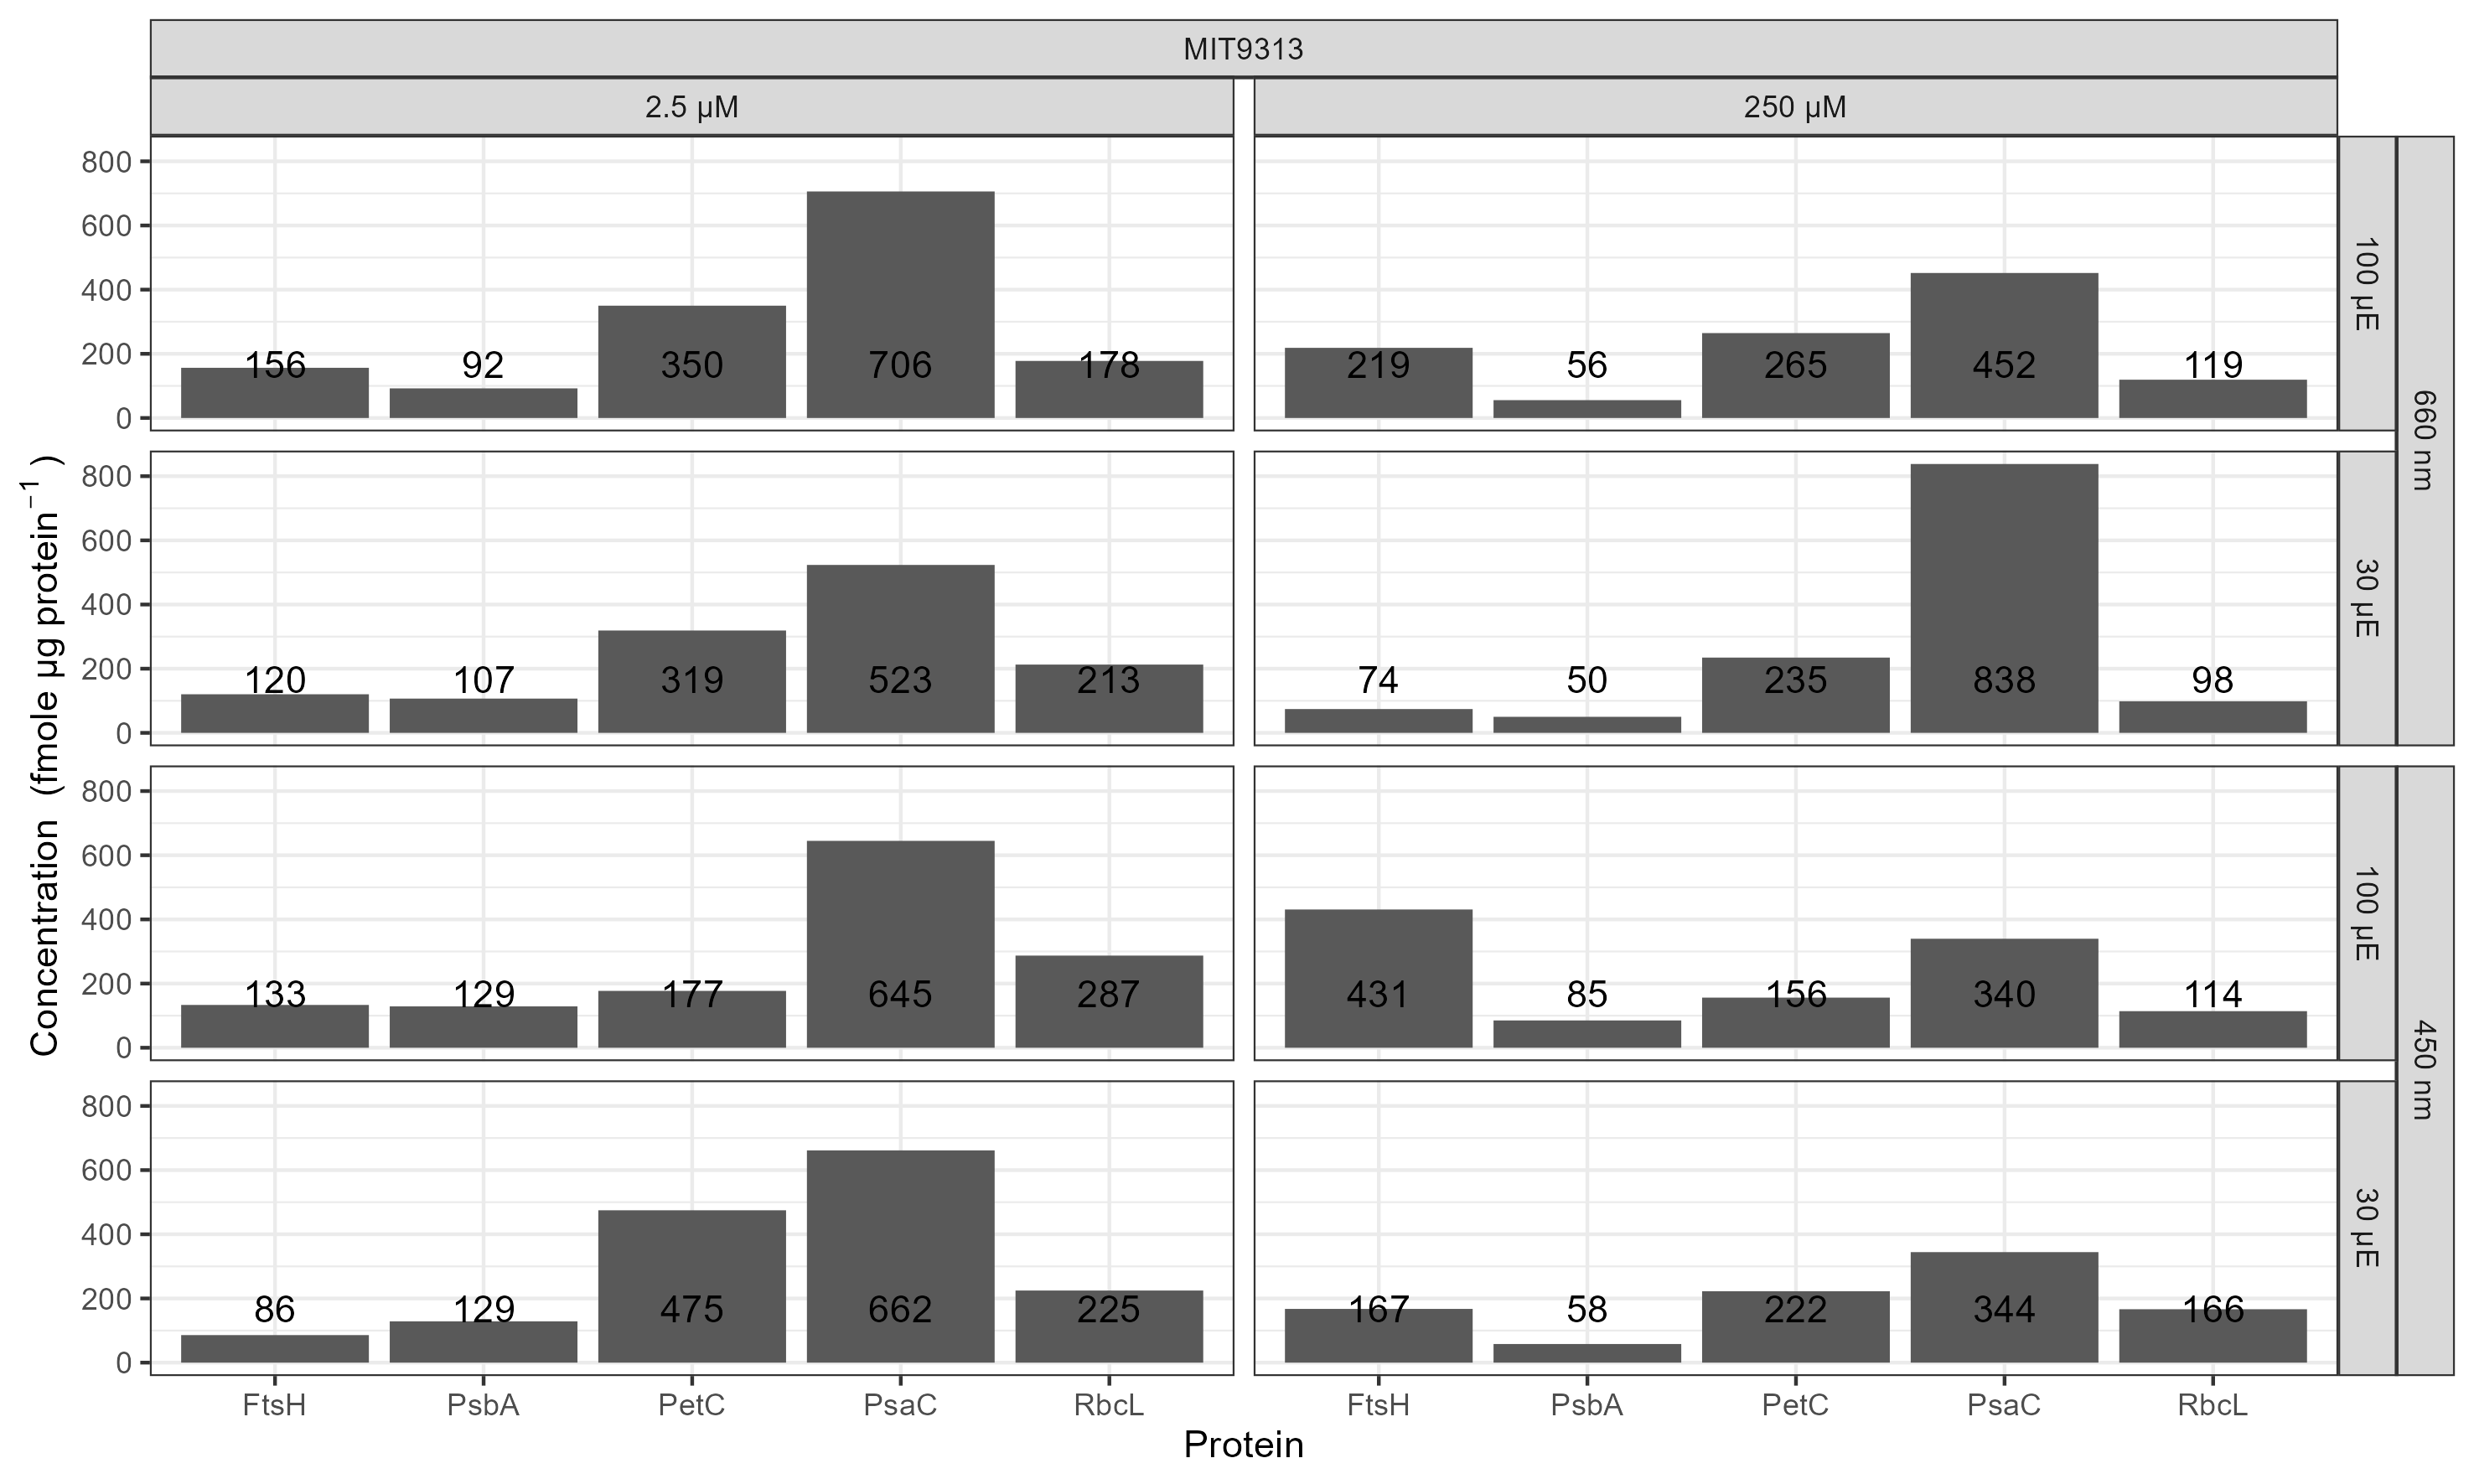 MIT9313
2.5 µM
250 µM
Concentration (fmole µg protein⁻¹ )
800
600
400
200
0
156 92 350 706 178
219 56 265 452 119
100 µE
660 nm
800
600
400
200
0
120 107 319 523 213
74 50 235 838 98
30 µE
800
600
400
200
0
133 129 177 645 287
431 85 156 340 114
100 µE
450 nm
800
600
400
200
0
86 129 475 662 225
167 58 222 344 166
30 µE
FtsH PsbA PetC PsaC RbcL
FtsH PsbA PetC PsaC RbcL
Protein